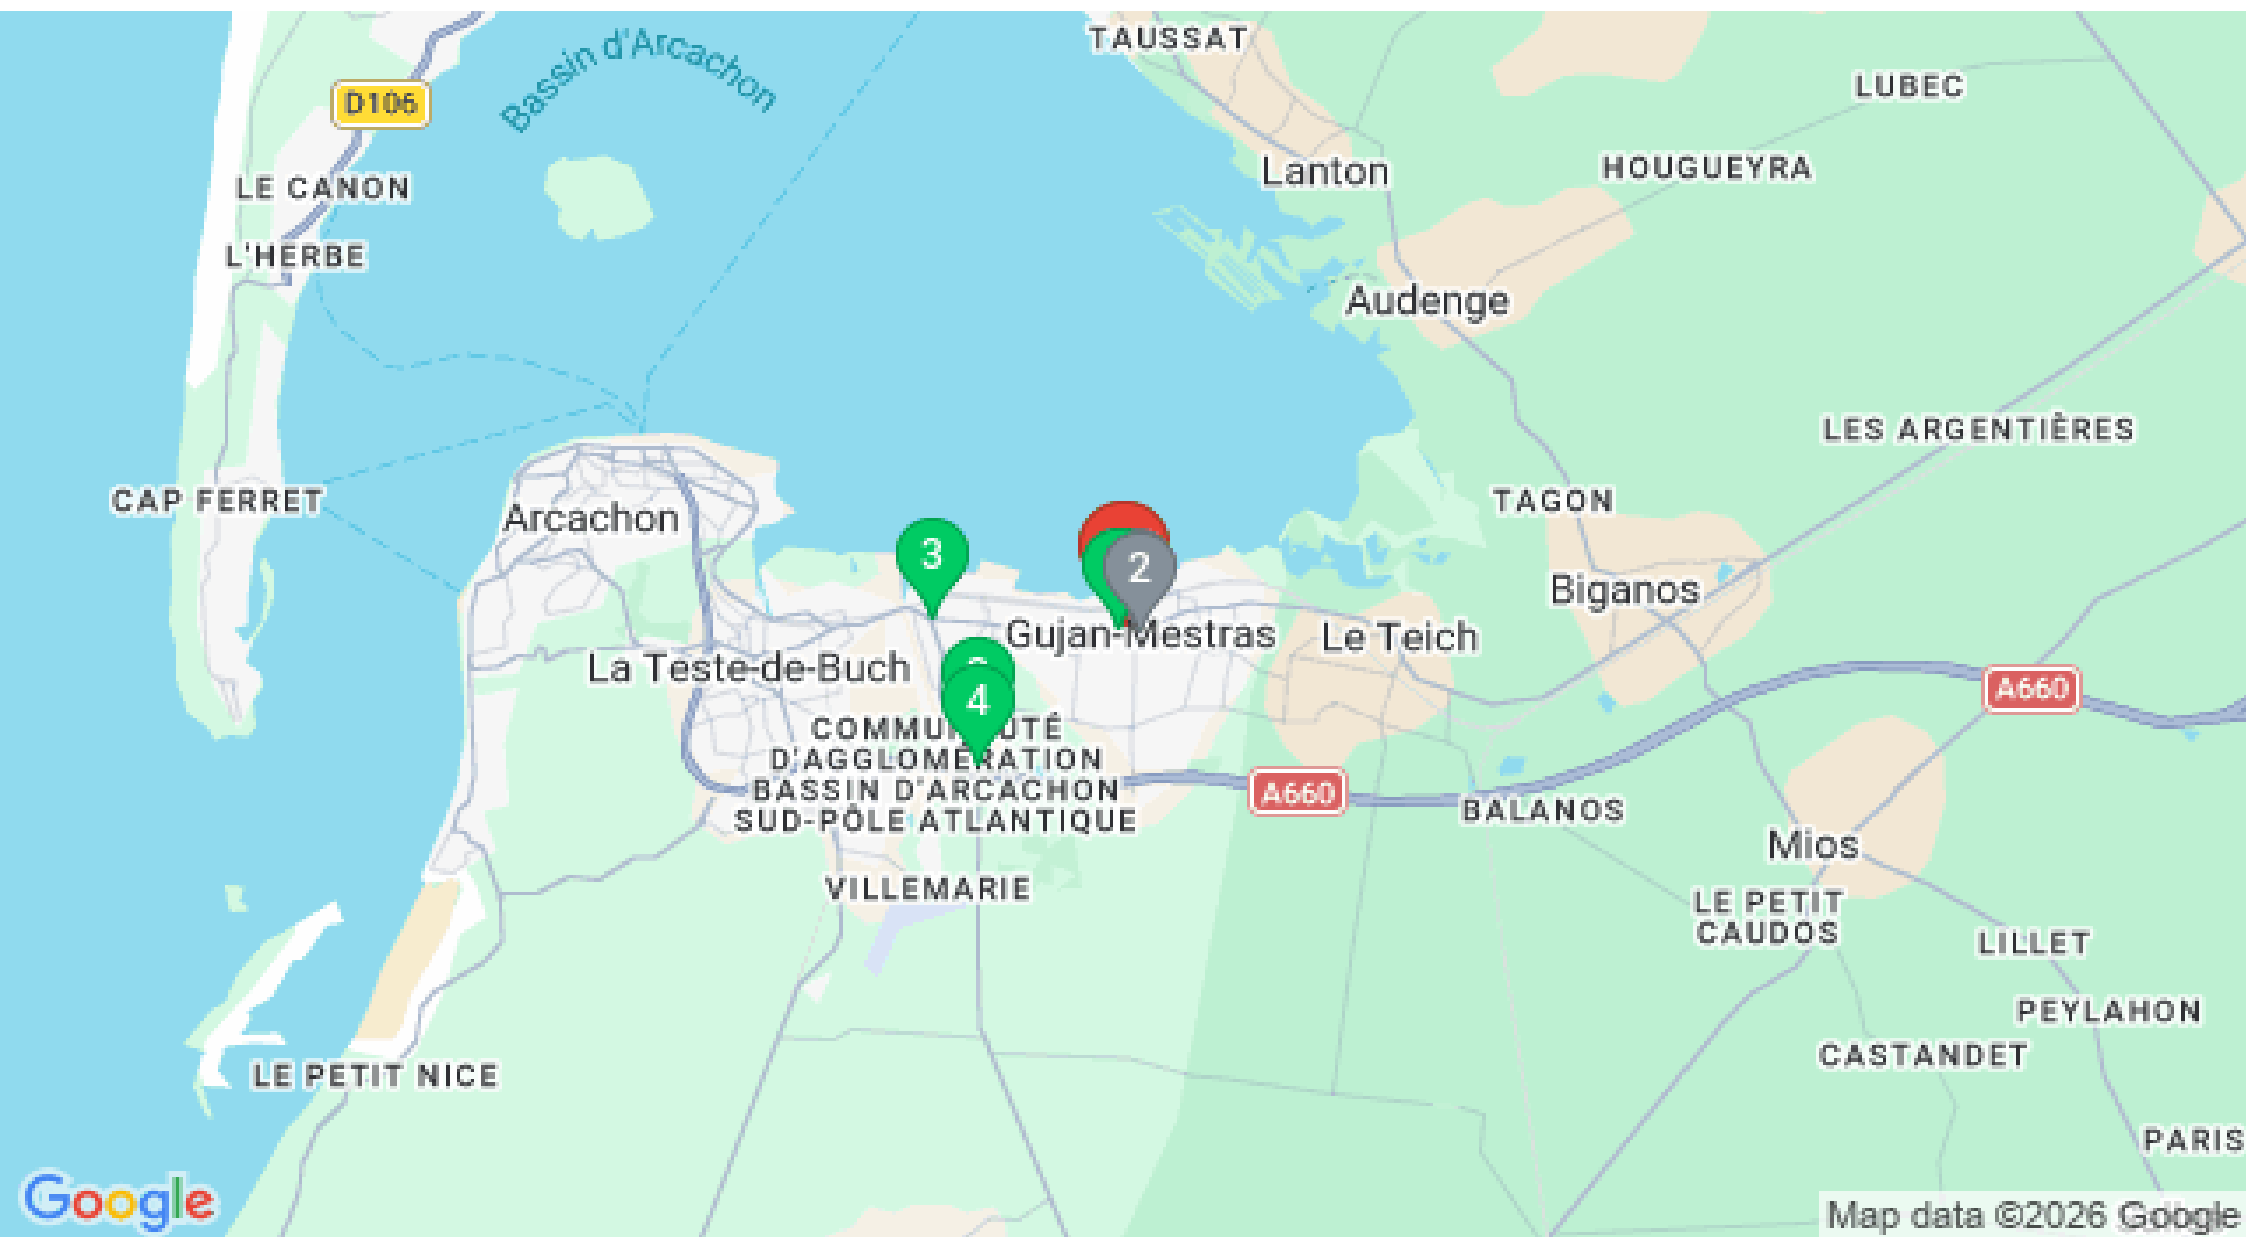 TAUSSAT
Bassin d'Arcachon
LUBEC
D106
HOUGUEYRA
Lanton
LE CANON
L'HERBE
Audenge
LES ARGENTIÈRES
CAP FERRET
TAGON
Arcachon
3
2
Biganos
Gujan-Mestras
Le Teich
La Teste-de-Buch
A660
4
COMMUNAUTÉ
D'AGGLOMÉRATION
BASSIN D'ARCACHON
SUD-PÔLE ATLANTIQUE
A660
BALANOS
Mios
VILLEMARIE
LE PETIT
CAUDOS
LILLET
PEYLAHON
CASTANDET
LE PETIT NICE
PARIS
Google
Map data ©2026 Google